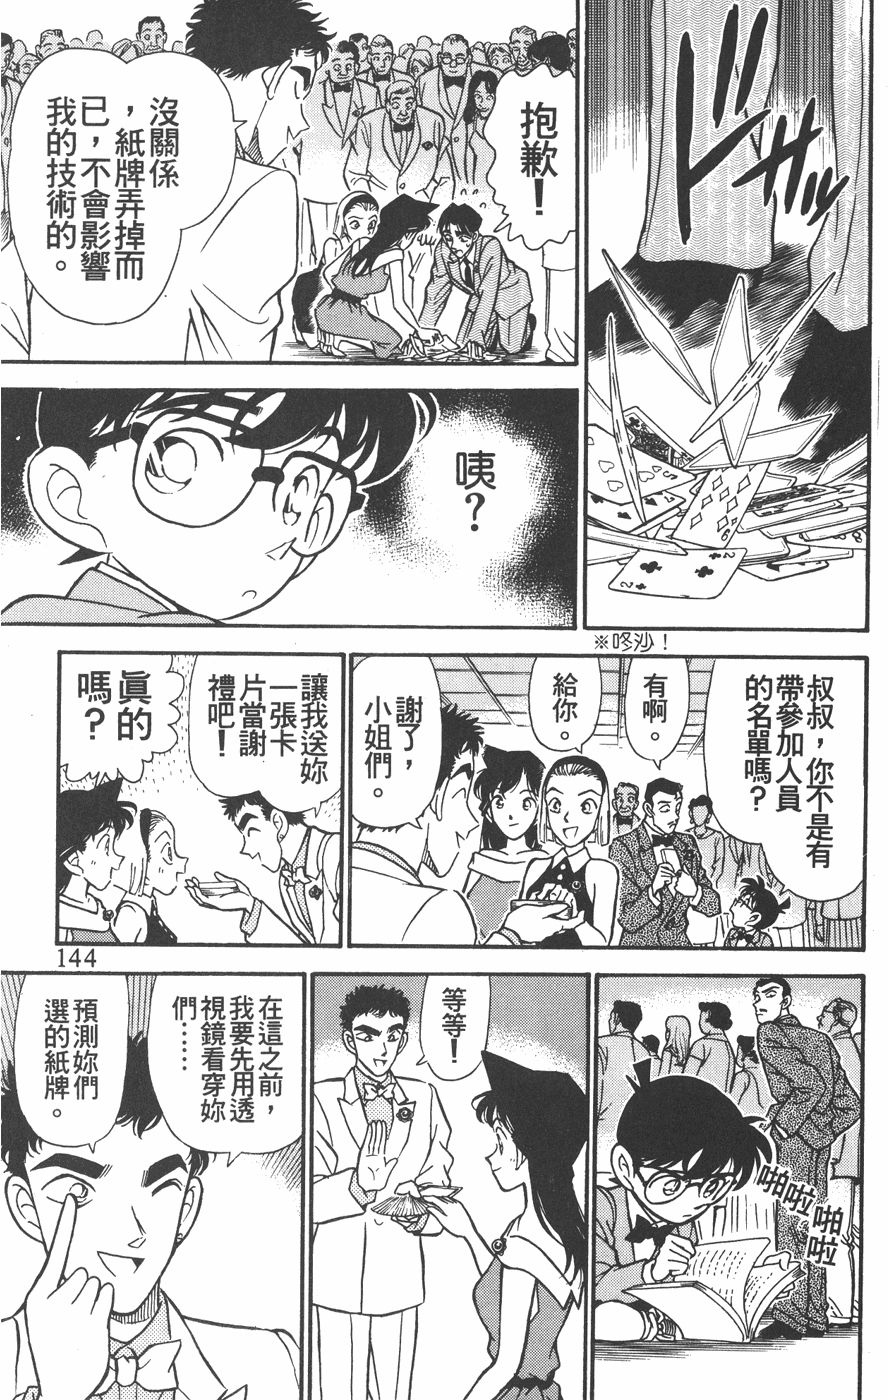 ドドッ
※咚沙！
抱歉！
沒關係
，紙牌弄掉而
已，不會影響
我的技術的。
咦？
叔叔，你不是有
帶參加人員
的名單嗎？
有啊。
給你。
謝了，
小姐們。
讓我送妳
一張卡
片當謝
禮吧！
眞的
嗎？
144
啪啦啪啦
等等！
在這之前，
我要先用透
視鏡看穿妳
們……
預測妳們
選的紙牌。